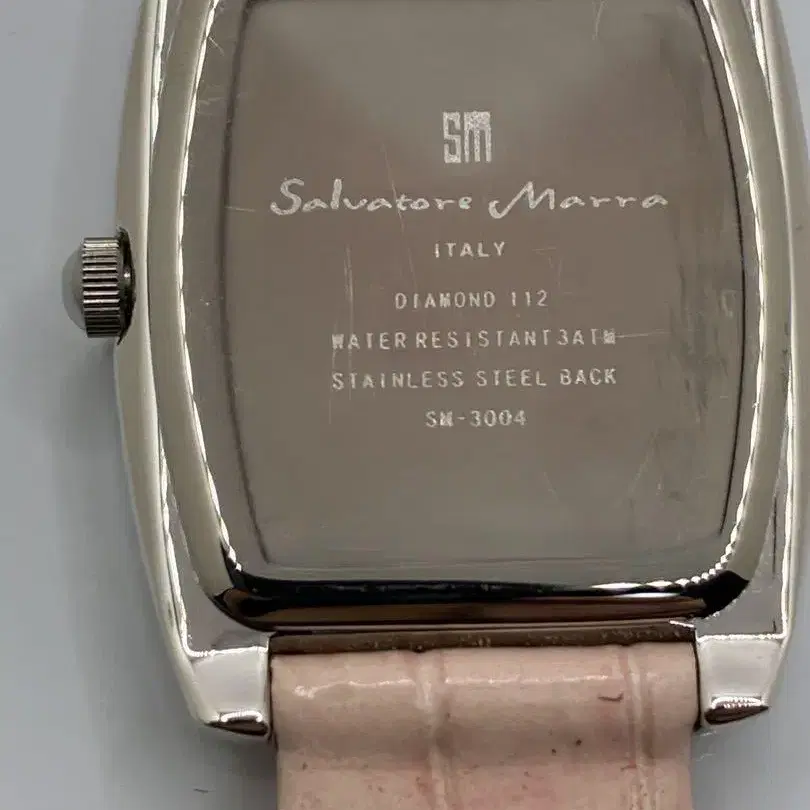 SM
Salvatore Marra
ITALY
DIAMOND 112
WATER RESISTANT 3ATM
STAINLESS STEEL BACK
SM-3004